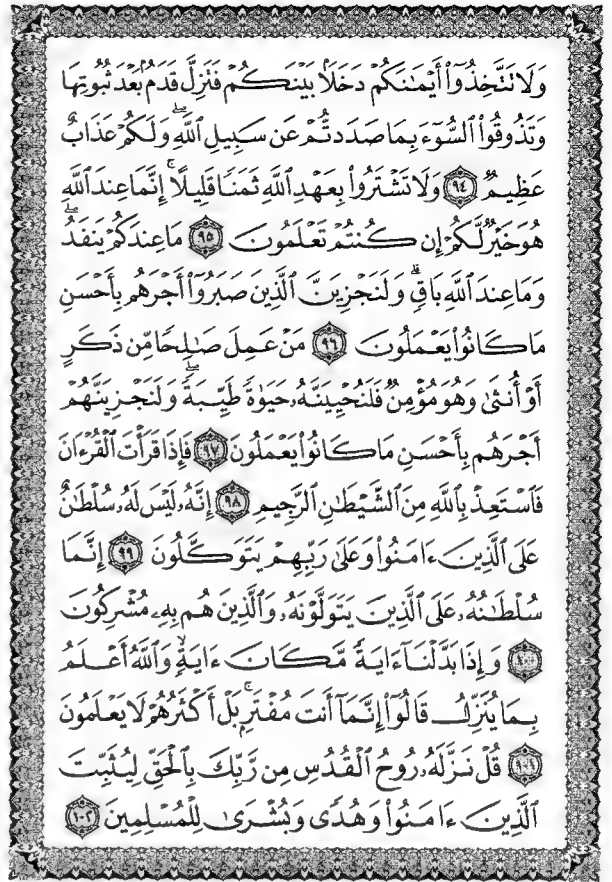 وَلَا تَتَّخِذُوٓا۟ أَيْمَٰنَكُمْ دَخَلًۢا بَيْنَكُمْ فَتَزِلَّ قَدَمٌۢ بَعْدَ ثُبُوتِهَا
وَتَذُوقُوا۟ ٱلسُّوٓءَ بِمَا صَدَدتُّمْ عَن سَبِيلِ ٱللَّهِ ۖ وَلَكُمْ عَذَابٌ
عَظِيمٌ ﴿٩٤﴾ وَلَا تَشْتَرُوا۟ بِعَهْدِ ٱللَّهِ ثَمَنًا قَلِيلًا ۚ إِنَّمَا عِندَ ٱللَّهِ
هُوَ خَيْرٌ لَّكُمْ إِن كُنتُمْ تَعْلَمُونَ ﴿٩٥﴾ مَا عِندَكُمْ يَنفَدُ ۖ
وَمَا عِندَ ٱللَّهِ بَاقٍ ۗ وَلَنَجْزِيَنَّ ٱلَّذِينَ صَبَرُوٓا۟ أَجْرَهُم بِأَحْسَنِ
مَا كَانُوا۟ يَعْمَلُونَ ﴿٩٦﴾ مَنْ عَمِلَ صَٰلِحًا مِّن ذَكَرٍ
أَوْ أُنثَىٰ وَهُوَ مُؤْمِنٌ فَلَنُحْيِيَنَّهُۥ حَيَوٰةً طَيِّبَةً ۖ وَلَنَجْزِيَنَّهُمْ
أَجْرَهُم بِأَحْسَنِ مَا كَانُوا۟ يَعْمَلُونَ ﴿٩٧﴾ فَإِذَا قَرَأْتَ ٱلْقُرْءَانَ
فَٱسْتَعِذْ بِٱللَّهِ مِنَ ٱلشَّيْطَٰنِ ٱلرَّجِيمِ ﴿٩٨﴾ إِنَّهُۥ لَيْسَ لَهُۥ سُلْطَٰنٌ
عَلَى ٱلَّذِينَ ءَامَنُوا۟ وَعَلَىٰ رَبِّهِمْ يَتَوَكَّلُونَ ﴿٩٩﴾ إِنَّمَا
سُلْطَٰنُهُۥ عَلَى ٱلَّذِينَ يَتَوَلَّوْنَهُۥ وَٱلَّذِينَ هُم بِهِۦ مُشْرِكُونَ
﴿١٠٠﴾ وَإِذَا بَدَّلْنَآ ءَايَةً مَّكَانَ ءَايَةٍ ۙ وَٱللَّهُ أَعْلَمُ
بِمَا يُنَزِّلُ قَالُوٓا۟ إِنَّمَآ أَنتَ مُفْتَرٍۭ ۚ بَلْ أَكْثَرُهُمْ لَا يَعْلَمُونَ
﴿١٠١﴾ قُلْ نَزَّلَهُۥ رُوحُ ٱلْقُدُسِ مِن رَّبِّكَ بِٱلْحَقِّ لِيُثَبِّتَ
ٱلَّذِينَ ءَامَنُوا۟ وَهُدًى وَبُشْرَىٰ لِلْمُسْلِمِينَ ﴿١٠٢﴾